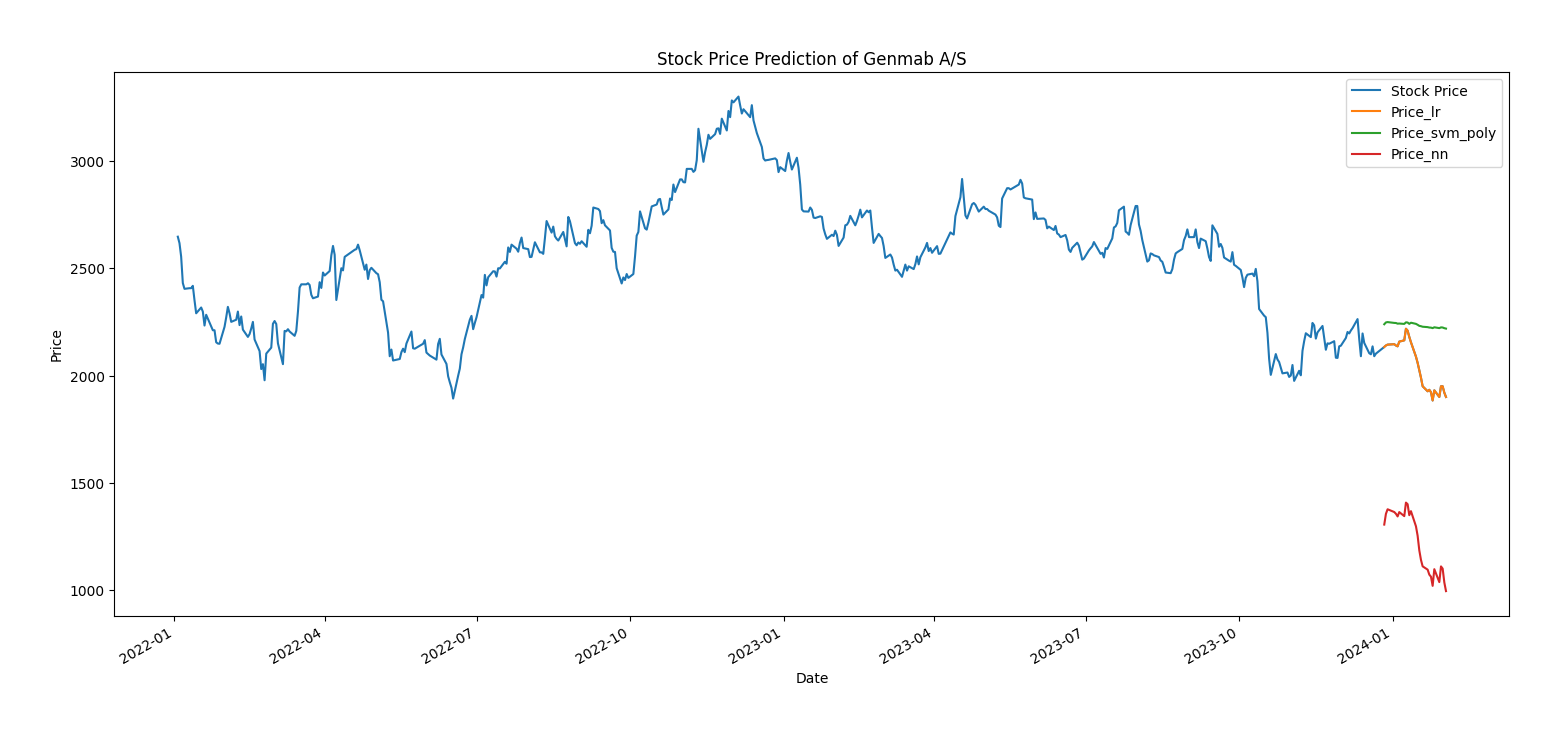 Stock Price Prediction of Genmab A/S
Stock Price
Price_lr
Price_svm_poly
Price_nn
Price
3000
2500
2000
1500
1000
2022-01
2022-04
2022-07
2022-10
2023-01
2023-04
2023-07
2023-10
2024-01
Date